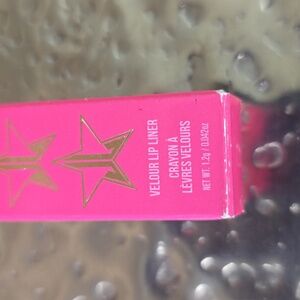 VELOUR LIP LINER
CRAYON À
LÈVRES VELOURS
NET WT. 1.2g / 0.042oz